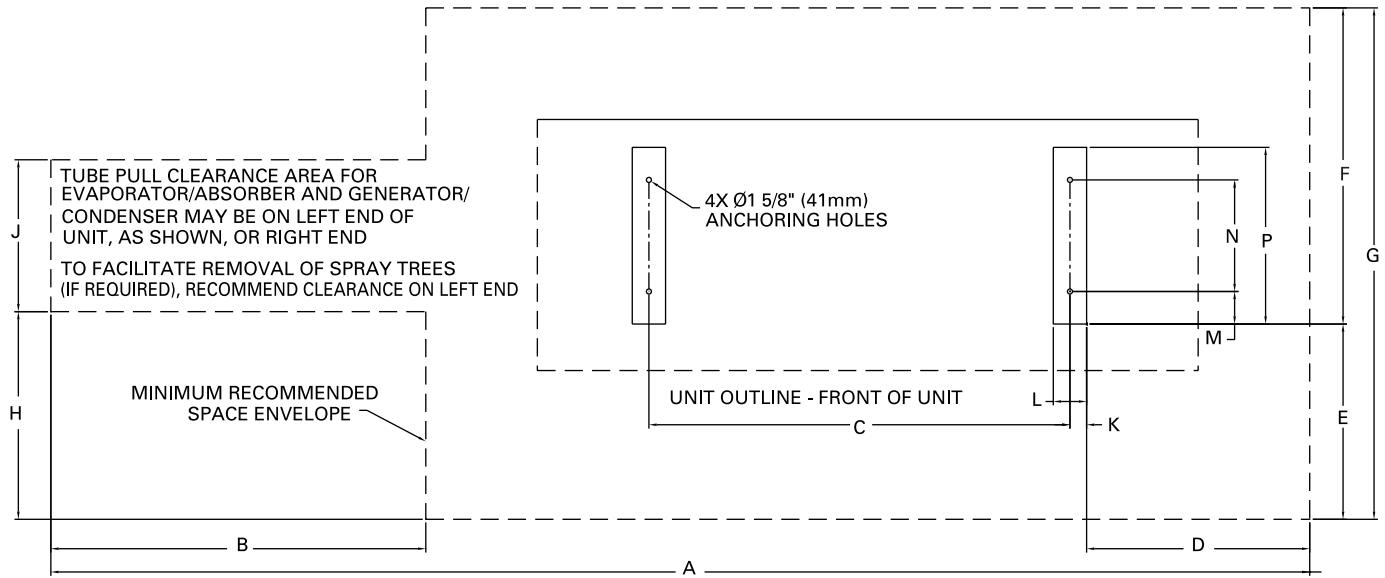 TUBE PULL CLEARANCE AREA FOR
EVAPORATOR/ABSORBER AND GENERATOR/
CONDENSER MAY BE ON LEFT END OF
UNIT, AS SHOWN, OR RIGHT END
TO FACILITATE REMOVAL OF SPRAY TREES
(IF REQUIRED), RECOMMEND CLEARANCE ON LEFT END
4X Ø1 5/8" (41mm)
ANCHORING HOLES
F
J
N
P
G
M
MINIMUM RECOMMENDED
SPACE ENVELOPE
UNIT OUTLINE - FRONT OF UNIT
L
H
C
K
E
B
D
A